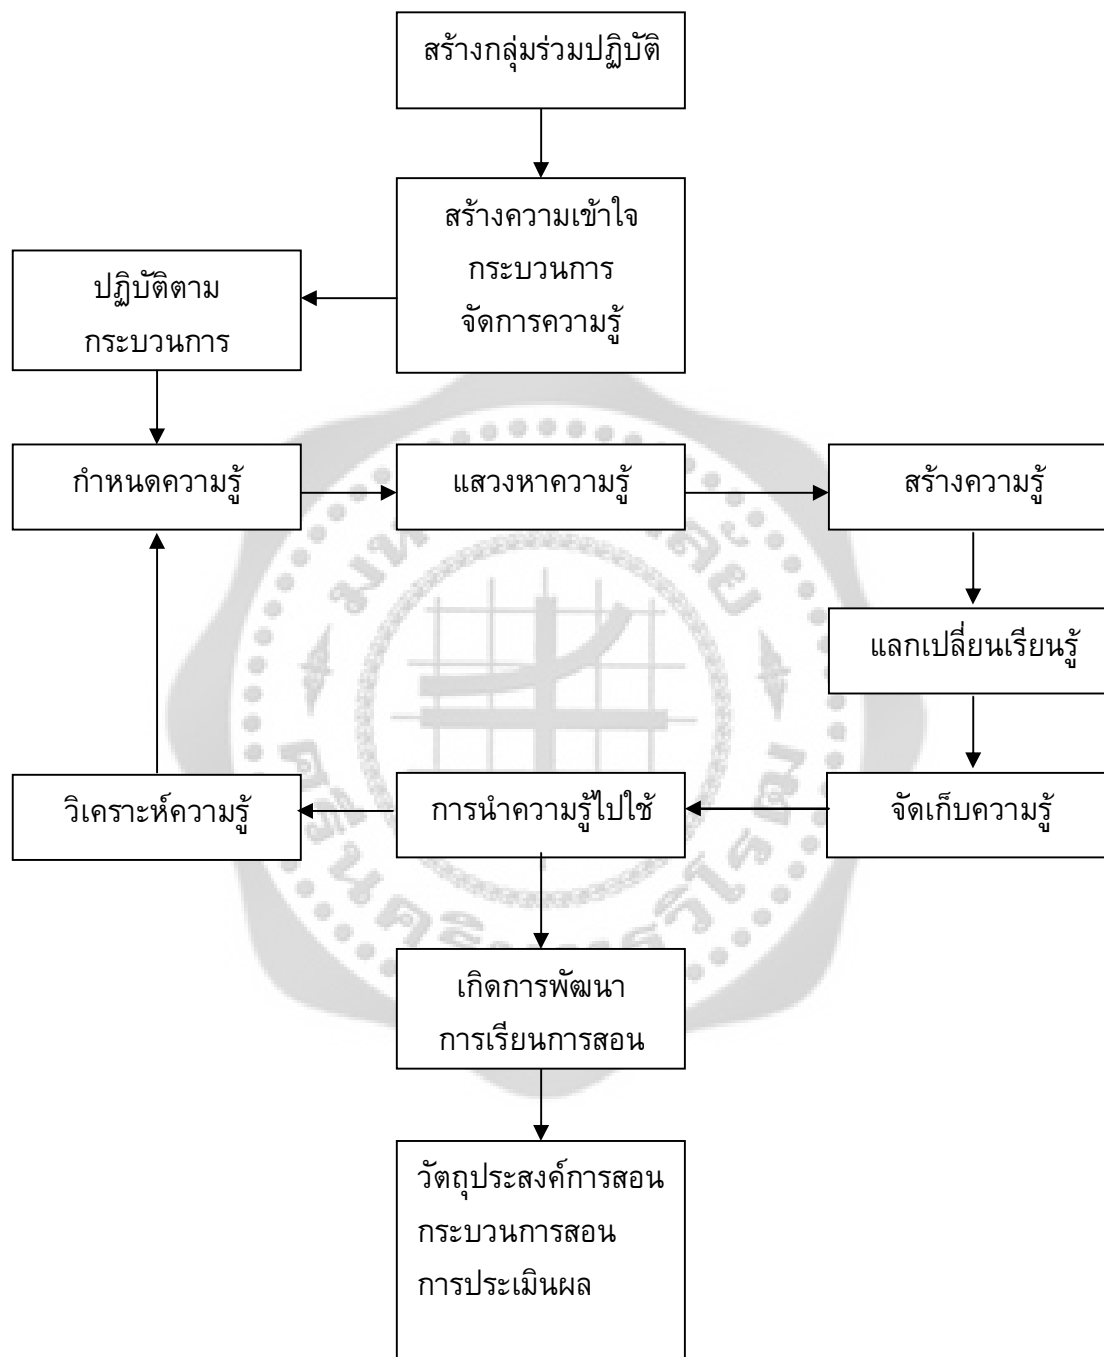 สร้างกลุ่มร่วมปฏิบัติ
สร้างความเข้าใจ
กระบวนการ
จัดการความรู้
ปฏิบัติตาม
กระบวนการ
กำหนดความรู้
แสวงหาความรู้
สร้างความรู้
แลกเปลี่ยนเรียนรู้
วิเคราะห์ความรู้
การนำความรู้ไปใช้
จัดเก็บความรู้
เกิดการพัฒนา
การเรียนการสอน
วัตถุประสงค์การสอน
กระบวนการสอน
การประเมินผล